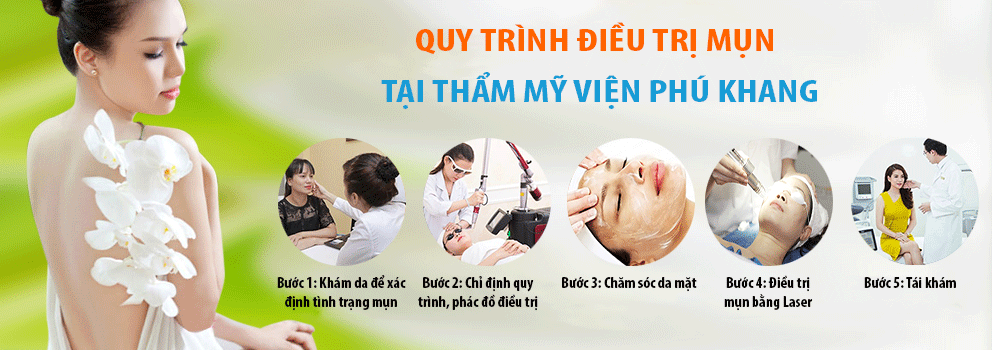 QUY TRÌNH ĐIỀU TRỊ MỤN
TẠI THẨM MỸ VIỆN PHÚ KHANG
Bước 1: Khám da để xác
định tình trạng mụn
Bước 2: Chỉ định quy
trình, phác đồ điều trị
Bước 3: Chăm sóc da mặt
Bước 4: Điều trị
mụn bằng Laser
Bước 5: Tái khám